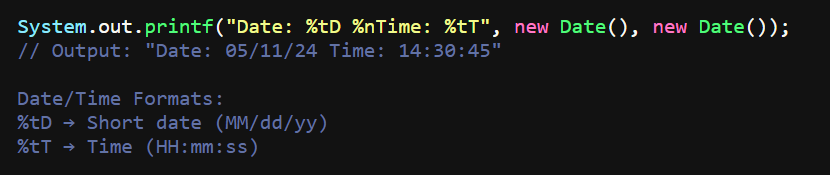 System.out.printf("Date: %tD %nTime: %tT", new Date(), new Date());
// Output: "Date: 05/11/24 Time: 14:30:45"
Date/Time Formats:
%tD → Short date (MM/dd/yy)
%tT → Time (HH:mm:ss)